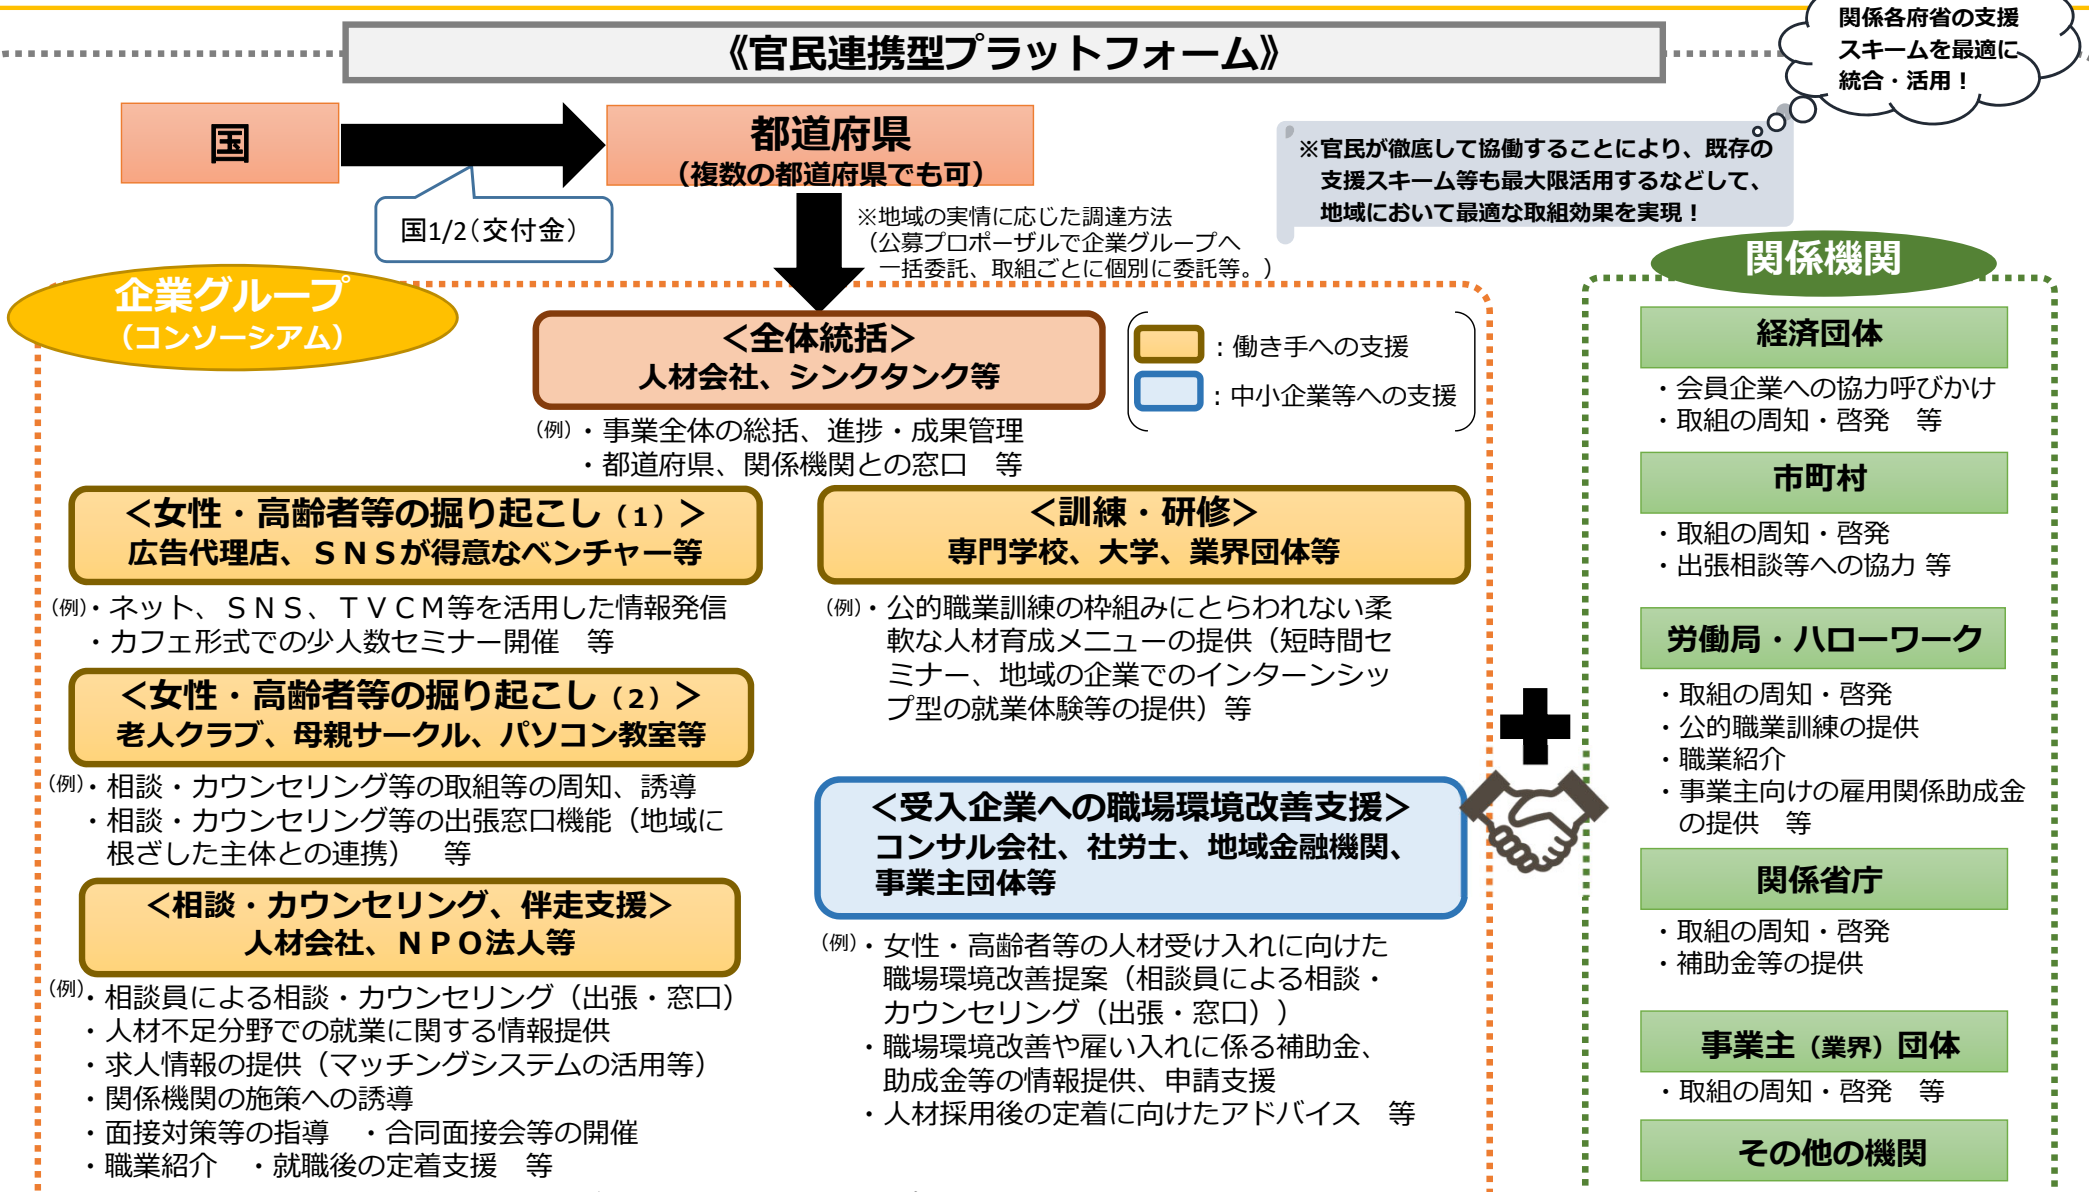 関係各府省の支援
スキームを最適に
統合・活用！
《官民連携型プラットフォーム》
国
都道府県
（複数の都道府県でも可）
国1/2（交付金）
※官民が徹底して協働することにより、既存の
支援スキーム等も最大限活用するなどして、
地域において最適な取組効果を実現！
※地域の実情に応じた調達方法
（公募プロポーザルで企業グループへ
一括委託、取組ごとに個別に委託等。）
企業グループ
（コンソーシアム）
＜全体統括＞
人材会社、シンクタンク等
：働き手への支援
：中小企業等への支援
（例）・事業全体の総括、進捗・成果管理
・都道府県、関係機関との窓口　等
＜女性・高齢者等の掘り起こし（1）＞
広告代理店、ＳＮＳが得意なベンチャー等
（例）・ネット、ＳＮＳ、ＴＶＣＭ等を活用した情報発信
・カフェ形式での少人数セミナー開催　等
＜女性・高齢者等の掘り起こし（2）＞
老人クラブ、母親サークル、パソコン教室等
（例）・相談・カウンセリング等の取組等の周知、誘導
・相談・カウンセリング等の出張窓口機能（地域に
根ざした主体との連携）　等
＜相談・カウンセリング、伴走支援＞
人材会社、ＮＰＯ法人等
（例）・相談員による相談・カウンセリング（出張・窓口）
・人材不足分野での就業に関する情報提供
・求人情報の提供（マッチングシステムの活用等）
・関係機関の施策への誘導
・面接対策等の指導　・合同面接会等の開催
・職業紹介　・就職後の定着支援　等
＜訓練・研修＞
専門学校、大学、業界団体等
（例）・公的職業訓練の枠組みにとらわれない柔
軟な人材育成メニューの提供（短時間セ
ミナー、地域の企業でのインターンシッ
プ型の就業体験等の提供）等
＜受入企業への職場環境改善支援＞
コンサル会社、社労士、地域金融機関、
事業主団体等
（例）・女性・高齢者等の人材受け入れに向けた
職場環境改善提案（相談員による相談・
カウンセリング（出張・窓口））
・職場環境改善や雇い入れに係る補助金、
助成金等の情報提供、申請支援
・人材採用後の定着に向けたアドバイス　等
関係機関
経済団体
・会員企業への協力呼びかけ
・取組の周知・啓発　等
市町村
・取組の周知・啓発
・出張相談等への協力 等
労働局・ハローワーク
・取組の周知・啓発
・公的職業訓練の提供
・職業紹介
・事業主向けの雇用関係助成金
の提供　等
関係省庁
・取組の周知・啓発
・補助金等の提供
事業主（業界）団体
・取組の周知・啓発　等
その他の機関